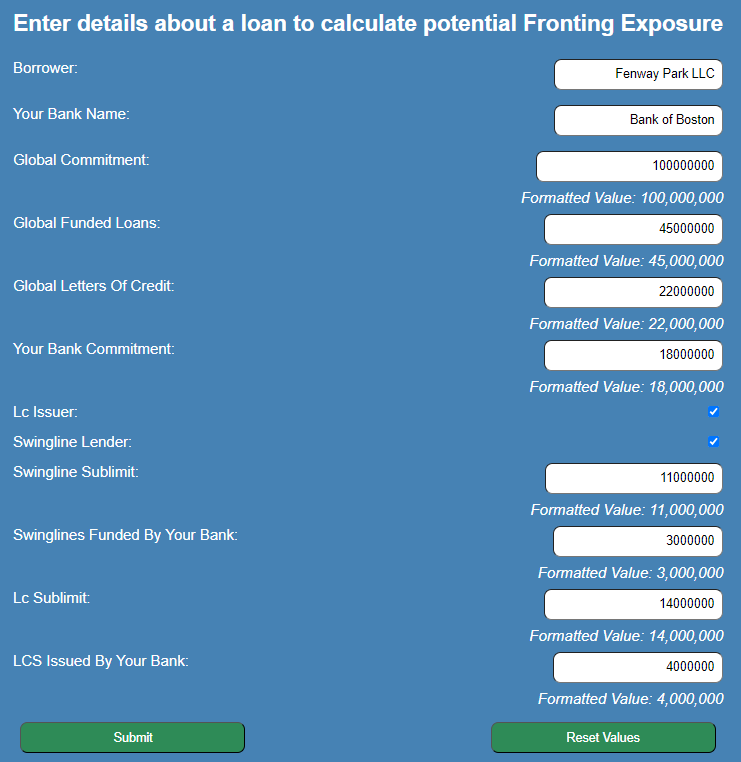 Enter details about a loan to calculate potential Fronting Exposure
Borrower: Fenway Park LLC
Your Bank Name: Bank of Boston
Global Commitment: 100000000
Formatted Value: 100,000,000
Global Funded Loans: 45000000
Formatted Value: 45,000,000
Global Letters Of Credit: 22000000
Formatted Value: 22,000,000
Your Bank Commitment: 18000000
Formatted Value: 18,000,000
Lc Issuer:
Swingline Lender:
Swingline Sublimit: 11000000
Formatted Value: 11,000,000
Swinglines Funded By Your Bank: 3000000
Formatted Value: 3,000,000
Lc Sublimit: 14000000
Formatted Value: 14,000,000
LCS Issued By Your Bank: 4000000
Formatted Value: 4,000,000
Submit Reset Values